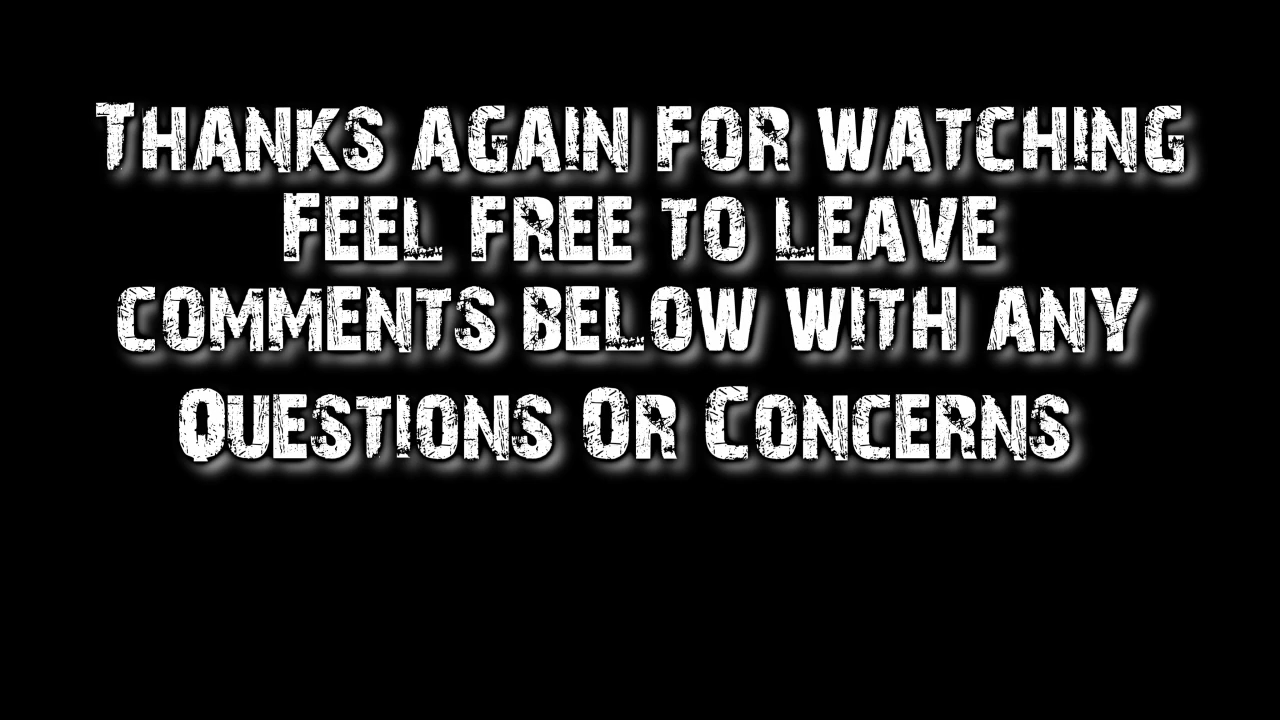 Thanks again for watching
Feel free to leave
comments below with any
Questions Or Concerns